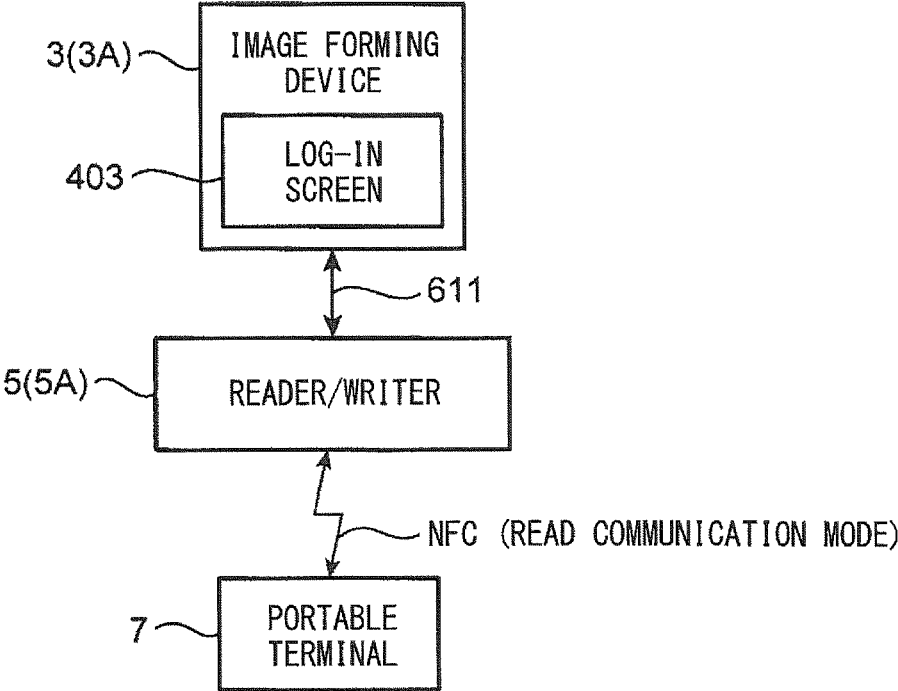 3(3A)
IMAGE FORMING
DEVICE
403
LOG-IN
SCREEN
611
5(5A)
READER/WRITER
NFC (READ COMMUNICATION MODE)
7
PORTABLE
TERMINAL